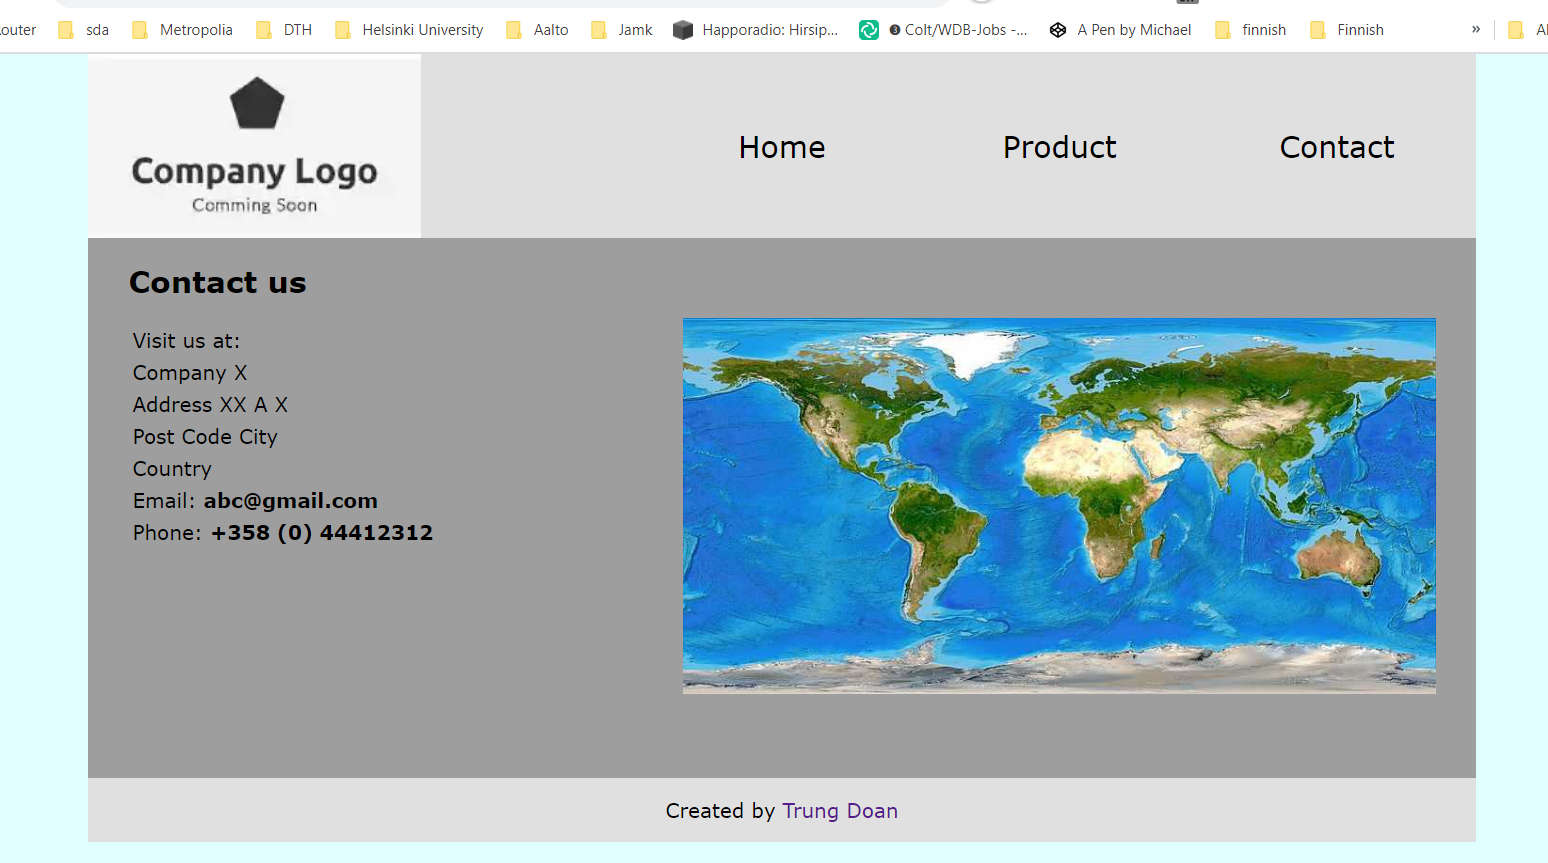 sda Metropolia DTH Helsinki University Aalto Jamk Happoradio: Hirsip... ❸ Colt/WDB-Jobs -... A Pen by Michael finnish Finnish »
Company Logo
Comming Soon
Home Product Contact
Contact us
Visit us at:
Company X
Address XX A X
Post Code City
Country
Email: abc@gmail.com
Phone: +358 (0) 44412312
Created by Trung Doan